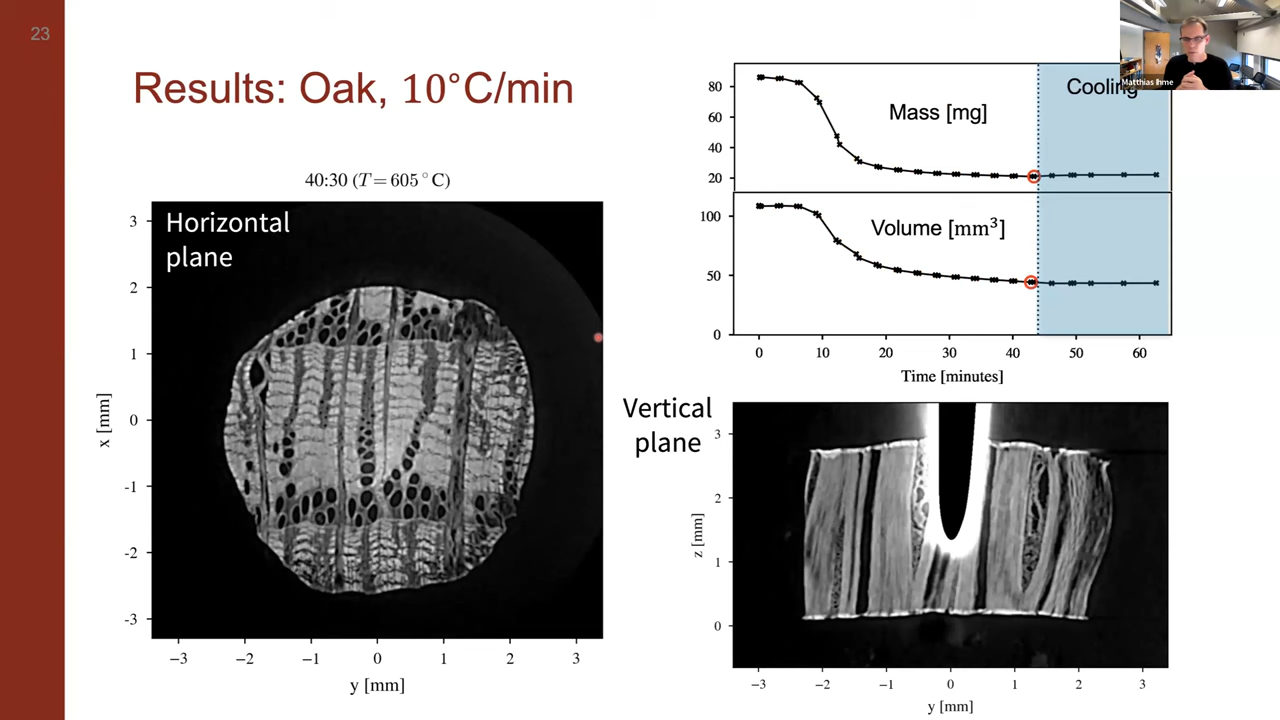 23
Results: Oak, 10°C/min
40:30 (T = 605 °C)
Horizontal
plane
3
2
1
0
-1
-2
-3
x [mm]
−3
−2
−1
0
1
2
3
y [mm]
Matthias Ihme
Cooling
Mass [mg]
80
60
40
20
Volume [mm³]
100
50
0
0
10
20
30
40
50
60
Time [minutes]
Vertical
plane
3
2
1
0
z [mm]
−3
−2
−1
0
1
2
3
y [mm]